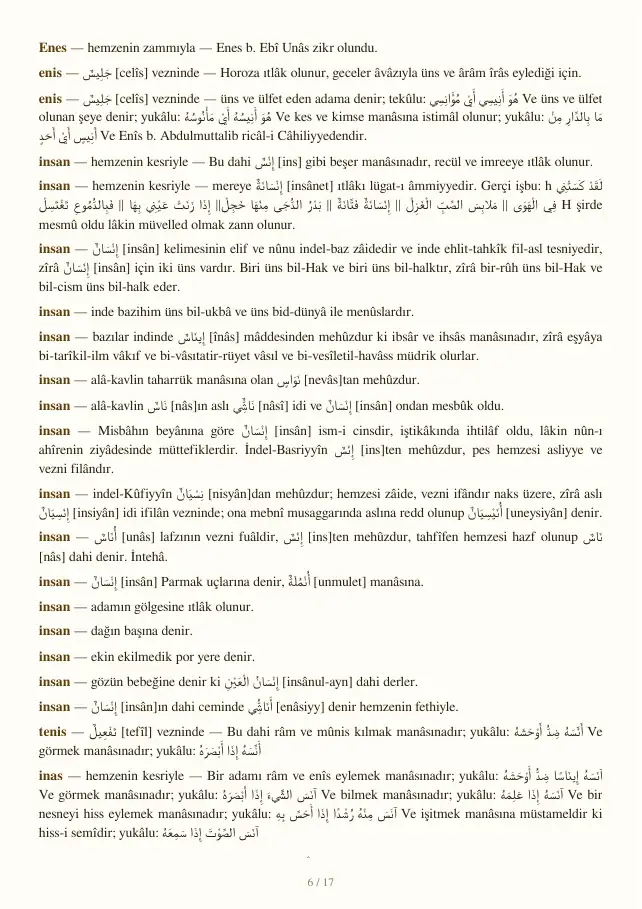 Enes — hemzenin zammıyla — Enes b. Ebî Unâs zikr olundu.
enis — جَلِيسٌ [celîs] vezninde — Horoza ıtlâk olunur, geceler âvâzıyla üns ve ârâm îrâs eylediği için.
enis — جَلِيسٌ [celîs] vezninde — üns ve ülfet eden adama denir; tekûlu: هُوَ أَنِيسِي أَيْ مُؤَانِسِي Ve üns ve ülfet
olunan şeye denir; yukâlu: هُوَ أَنِيسُهُ أَيْ مَأْنُوسُهُ Ve kes ve kimse manâsına istimâl olunur; yukâlu: مَا بِالدَّارِ مِنْ
أَنِيسٍ أَيْ أَحَدٍ Ve Enîs b. Abdulmuttalib ricâl-i Câhiliyyedendir.
insan — hemzenin kesriyle — Bu dahi إِنْسٌ [ins] gibi beşer manâsınadır, recül ve imreeye ıtlâk olunur.
insan — hemzenin kesriyle — mereye إِنْسَانَةٌ [insânet] ıtlâkı lügat-ı âmmiyyedir. Gerçi işbu: h لَقَدْ كَسَتْنِي
فِي الْهَوَى || مَلَابِسَ الصَّبِّ الْغَزِلْ || إِنْسَانَةٌ فَتَّانَةٌ || بَدْرُ الدُّجَى مِنْهَا خَجِلْ|| إِذَا زَنَتْ عَيْنِي بِهَا || فَبِالدُّمُوعِ تَغْتَسِلْ H şirde
mesmû oldu lâkin müvelled olmak zann olunur.
insan — إِنْسَانٌ [insân] kelimesinin elif ve nûnu indel-baz zâidedir ve inde ehlit-tahkîk fil-asl tesniyedir,
zîrâ إِنْسَانٌ [insân] için iki üns vardır. Biri üns bil-Hak ve biri üns bil-halktır, zîrâ bir-rûh üns bil-Hak ve
bil-cism üns bil-halk eder.
insan — inde bazihim üns bil-ukbâ ve üns bid-dünyâ ile menûslardır.
insan — bazılar indinde إِينَاسٌ [înâs] mâddesinden mehûzdur ki ibsâr ve ihsâs manâsınadır, zîrâ eşyâya
bi-tarîkil-ilm vâkıf ve bi-vâsıtatir-rüyet vâsıl ve bi-vesîletil-havâss müdrik olurlar.
insan — alâ-kavlin taharrük manâsına olan نَوَاس [nevâs]tan mehûzdur.
insan — alâ-kavlin نَاسٌ [nâs]ın aslı نَاسِّي [nâsî] idi ve إِنْسَانٌ [insân] ondan mesbûk oldu.
insan — Misbâhın beyânına göre إِنْسَانٌ [insân] ism-i cinsdir, iştikâkında ihtilâf oldu, lâkin nûn-ı
ahîrenin ziyâdesinde müttefiklerdir. İndel-Basriyyîn إِنْسٌ [ins]ten mehûzdur, pes hemzesi asliyye ve
vezni filândır.
insan — indel-Kûfiyyîn نِسْيَانٌ [nisyân]dan mehûzdur; hemzesi zâide, vezni ifândır naks üzere, zîrâ aslı
إِنْسِيَانٌ [insiyân] idi ifilân vezninde; ona mebnî musaggarında aslına redd olunup أُنَيْسِيَانٌ [uneysiyân] denir.
insan — أُنَاسٌ [unâs] lafzının vezni fuâldir, إِنْسٌ [ins]ten mehûzdur, tahfîfen hemzesi hazf olunup نَاسٌ
[nâs] dahi denir. İntehâ.
insan — إِنْسَانٌ [insân] Parmak uçlarına denir, أُنْمُلَةٌ [unmulet] manâsına.
insan — adamın gölgesine ıtlâk olunur.
insan — dağın başına denir.
insan — ekin ekilmedik por yere denir.
insan — gözün bebeğine denir ki إِنْسَانُ الْعَيْنِ [insânul-ayn] dahi derler.
insan — إِنْسَانٌ [insân]ın dahi ceminde أَنَاسِّي [enâsiyy] denir hemzenin fethiyle.
tenis — تَفْعِيلٌ [tefîl] vezninde — Bu dahi râm ve mûnis kılmak manâsınadır; yukâlu: أَنَّسَهُ ضِدُّ أَوْحَشَهُ Ve
görmek manâsınadır; yukâlu: أَنَّسَهُ إِذَا أَبْصَرَهُ
inas — hemzenin kesriyle — Bir adamı râm ve enîs eylemek manâsınadır; yukâlu: آنَسَهُ إِينَاسًا ضِدُّ أَوْحَشَهُ
Ve görmek manâsınadır; yukâlu: آنَسَ الشَّيْءَ إِذَا أَبْصَرَهُ Ve bilmek manâsınadır; yukâlu: آنَسَهُ إِذَا عَلِمَهُ Ve bir
nesneyi hiss eylemek manâsınadır; yukâlu: آنَسَ مِنْهُ رُشْدًا إِذَا أَحَسَّ بِهِ Ve işitmek manâsına müstameldir ki
hiss-i semîdir; yukâlu: آنَسَ الصَّوْتَ إِذَا سَمِعَهُ
6 / 17